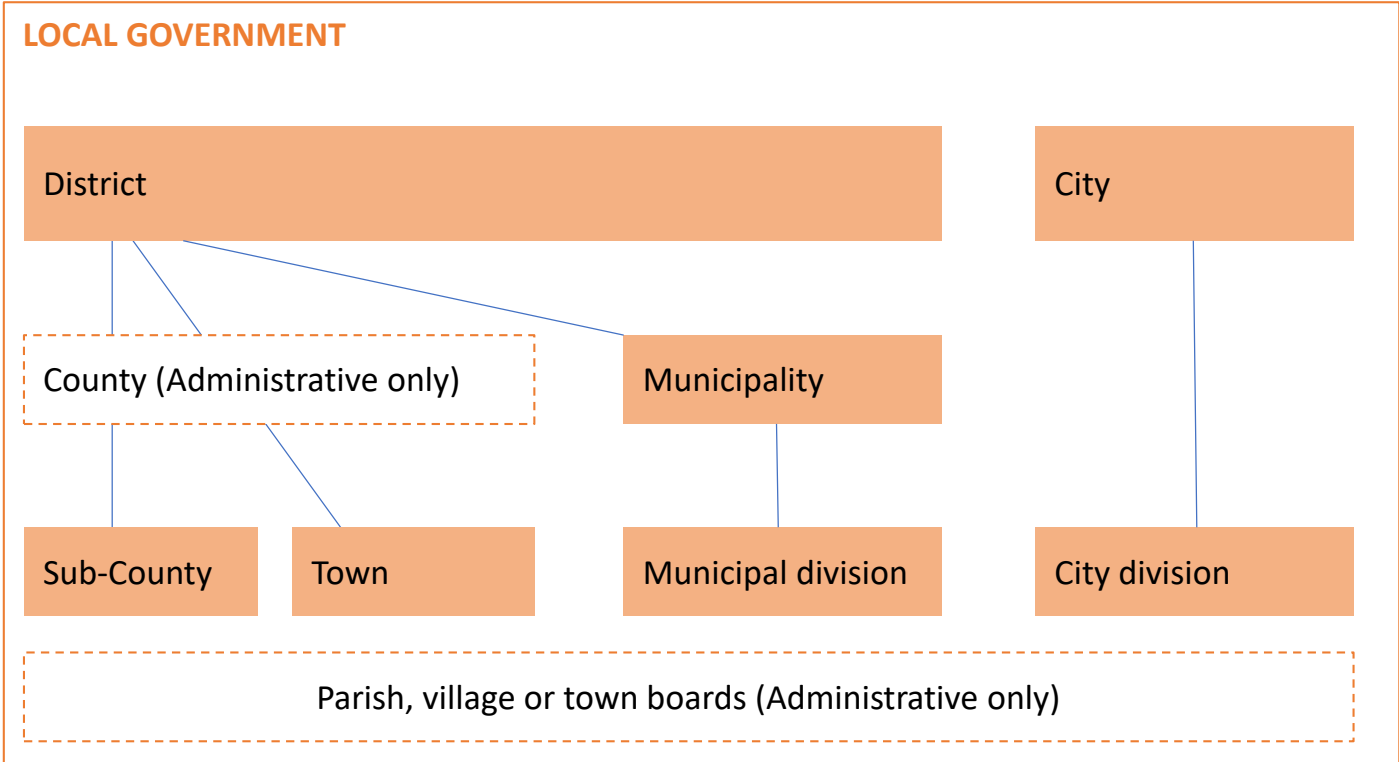 LOCAL GOVERNMENT
District
City
County (Administrative only)
Municipality
Sub-County
Town
Municipal division
City division
Parish, village or town boards (Administrative only)